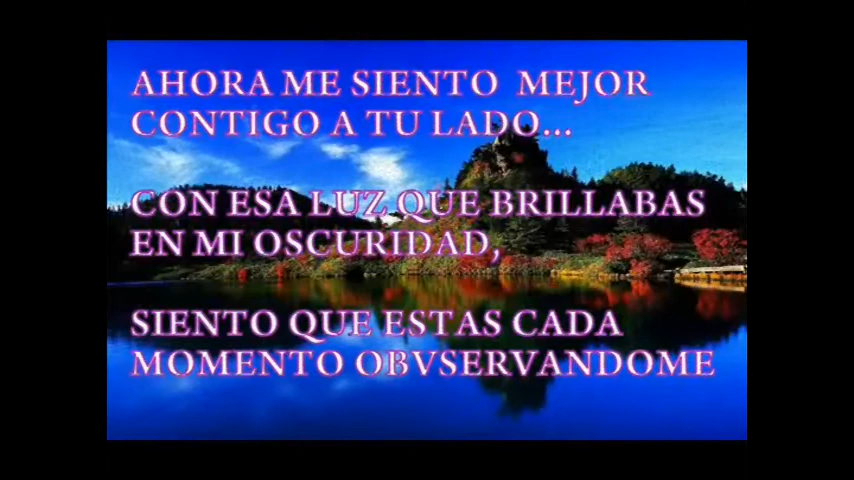 AHORA ME SIENTO MEJOR
CONTIGO A TU LADO...
CON ESA LUZ QUE BRILLABAS
EN MI OSCURIDAD,
SIENTO QUE ESTAS CADA
MOMENTO OBVSERVANDOME